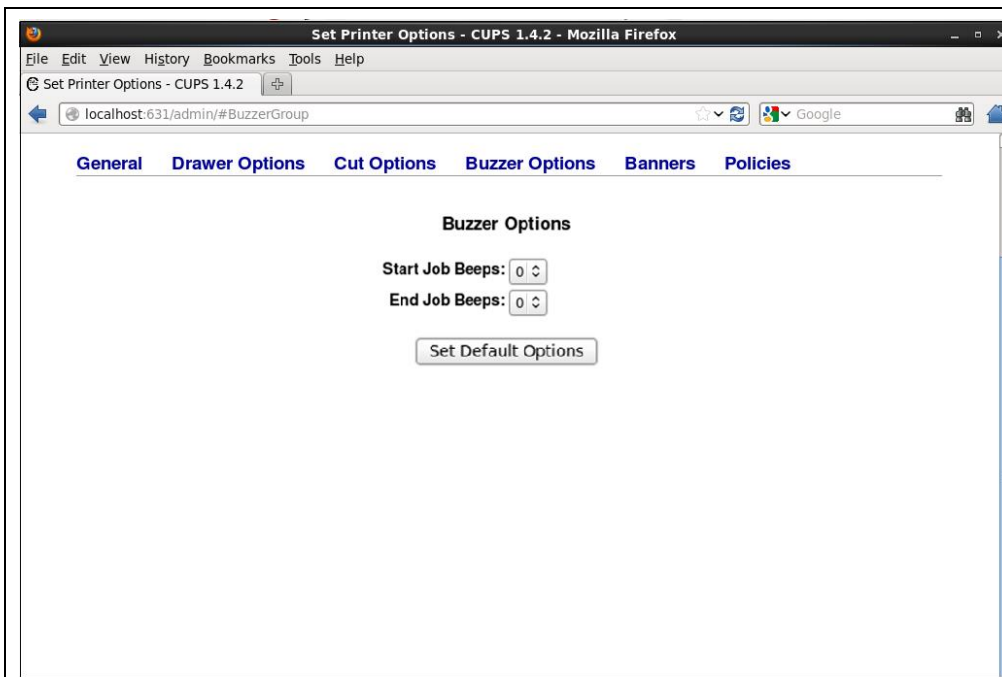 Set Printer Options - CUPS 1.4.2 - Mozilla Firefox
File Edit View History Bookmarks Tools Help
Set Printer Options - CUPS 1.4.2
localhost:631/admin/#BuzzerGroup Google
General Drawer Options Cut Options Buzzer Options Banners Policies
Buzzer Options
Start Job Beeps: 0
End Job Beeps: 0
Set Default Options